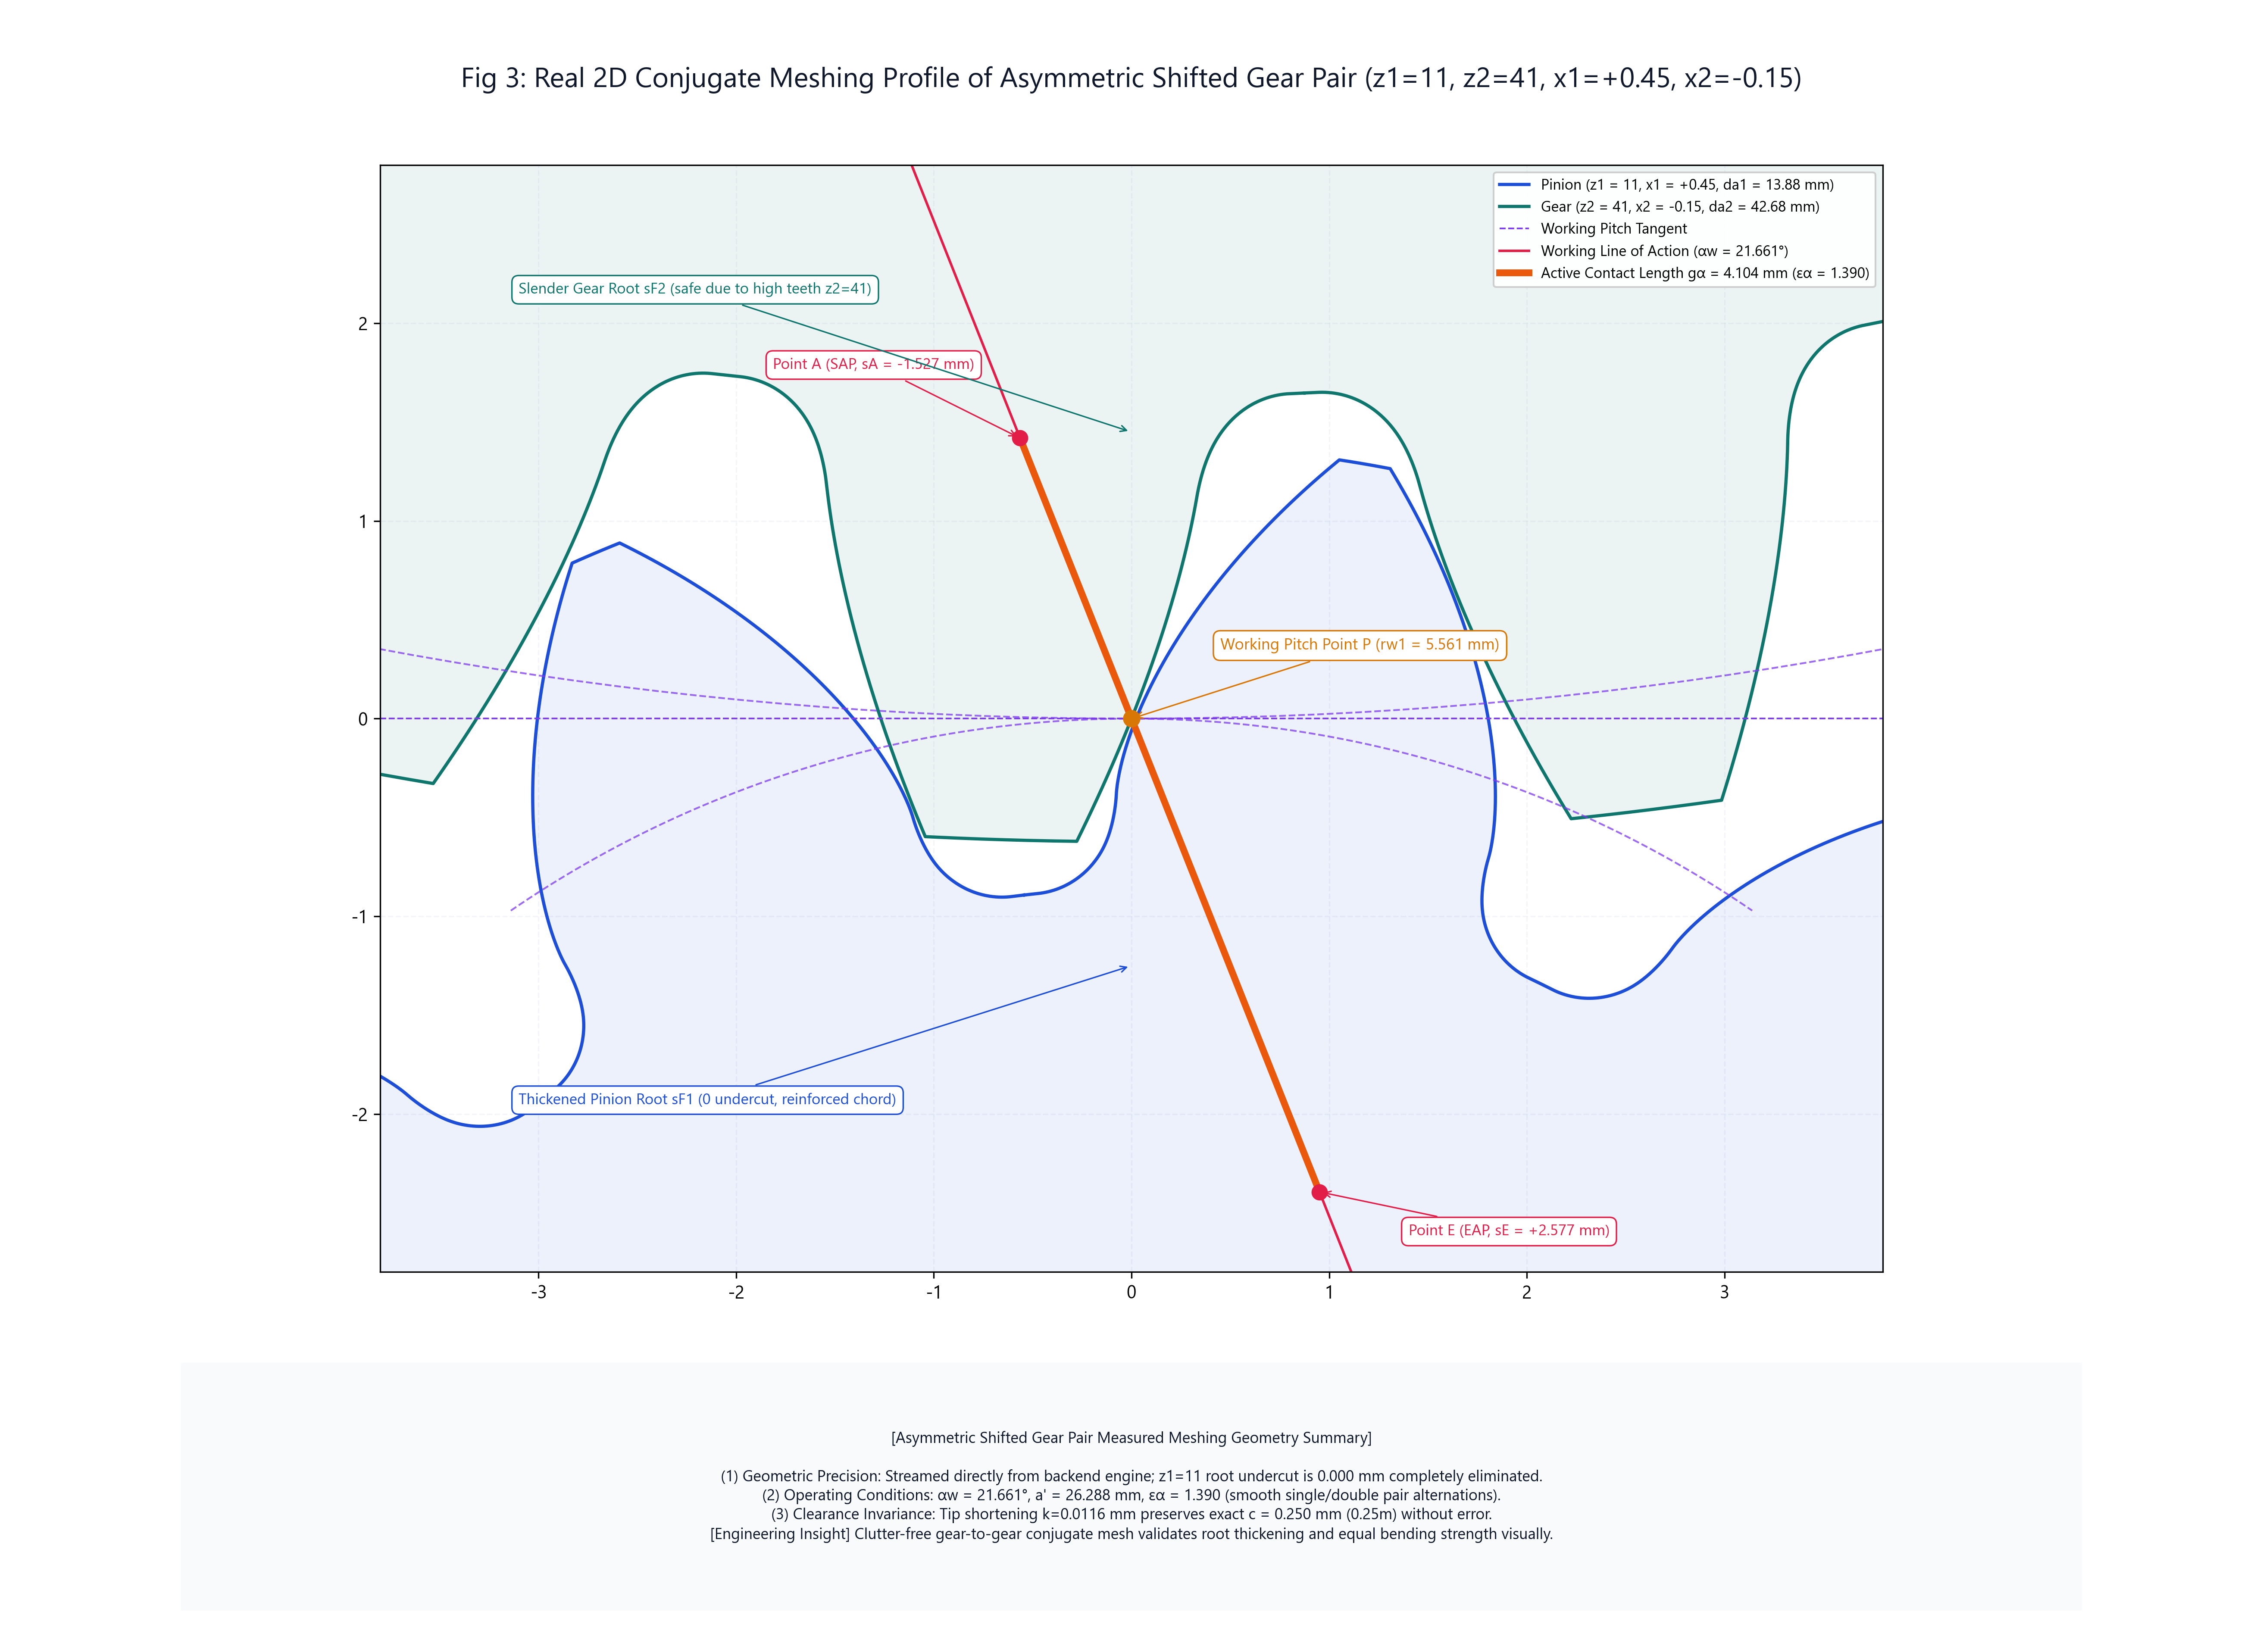 Fig 3: Real 2D Conjugate Meshing Profile of Asymmetric Shifted Gear Pair (z1=11, z2=41, x1=+0.45, x2=-0.15)
Pinion (z1 = 11, x1 = +0.45, da1 = 13.88 mm)
Gear (z2 = 41, x2 = -0.15, da2 = 42.68 mm)
Working Pitch Tangent
Working Line of Action (αw = 21.661°)
Active Contact Length gα = 4.104 mm (εα = 1.390)
Slender Gear Root sF2 (safe due to high teeth z2=41)
Point A (SAP, sA = -1.527 mm)
Working Pitch Point P (rw1 = 5.561 mm)
Thickened Pinion Root sF1 (0 undercut, reinforced chord)
Point E (EAP, sE = +2.577 mm)
2
1
0
-1
-2
-3
-2
-1
0
1
2
3
[Asymmetric Shifted Gear Pair Measured Meshing Geometry Summary]
(1) Geometric Precision: Streamed directly from backend engine; z1=11 root undercut is 0.000 mm completely eliminated.
(2) Operating Conditions: αw = 21.661°, a' = 26.288 mm, εα = 1.390 (smooth single/double pair alternations).
(3) Clearance Invariance: Tip shortening k=0.0116 mm preserves exact c = 0.250 mm (0.25m) without error.
[Engineering Insight] Clutter-free gear-to-gear conjugate mesh validates root thickening and equal bending strength visually.